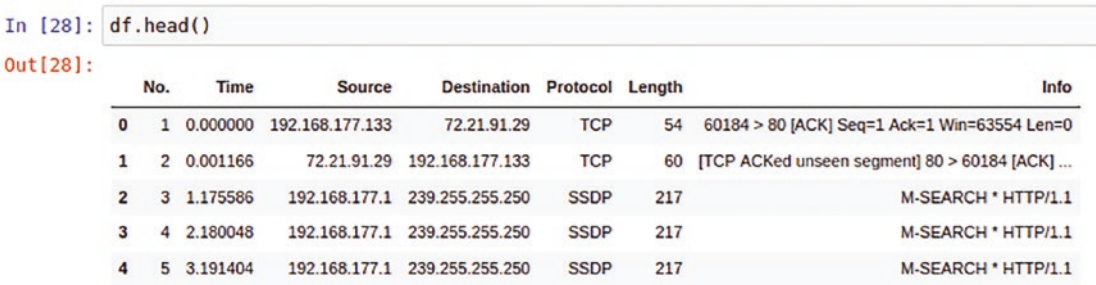 In [28]: df.head()
Out[28]:
No. Time Source Destination Protocol Length Info
0 1 0.000000 192.168.177.133 72.21.91.29 TCP 54 60184 > 80 [ACK] Seq=1 Ack=1 Win=63554 Len=0
1 2 0.001166 72.21.91.29 192.168.177.133 TCP 60 [TCP ACKed unseen segment] 80 > 60184 [ACK] ...
2 3 1.175586 192.168.177.1 239.255.255.250 SSDP 217 M-SEARCH * HTTP/1.1
3 4 2.180048 192.168.177.1 239.255.255.250 SSDP 217 M-SEARCH * HTTP/1.1
4 5 3.191404 192.168.177.1 239.255.255.250 SSDP 217 M-SEARCH * HTTP/1.1